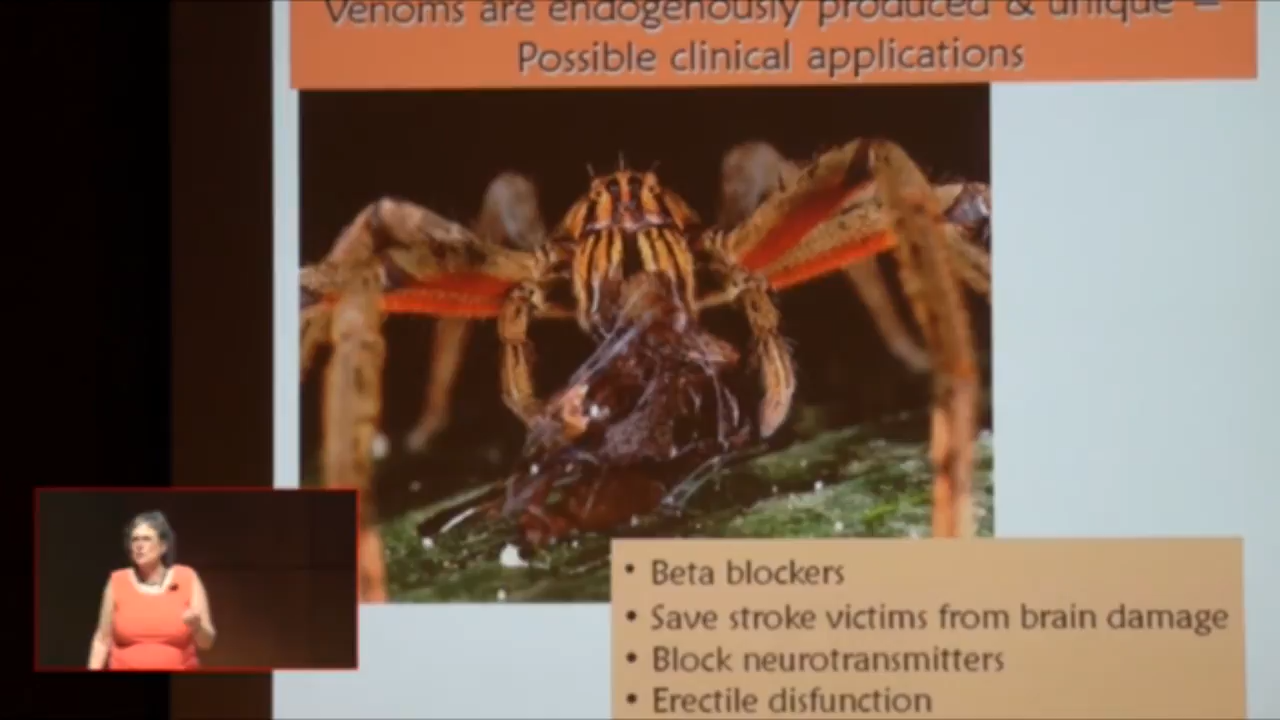 Venoms are endogenously produced & unique =
Possible clinical applications
• Beta blockers
• Save stroke victims from brain damage
• Block neurotransmitters
• Erectile disfunction